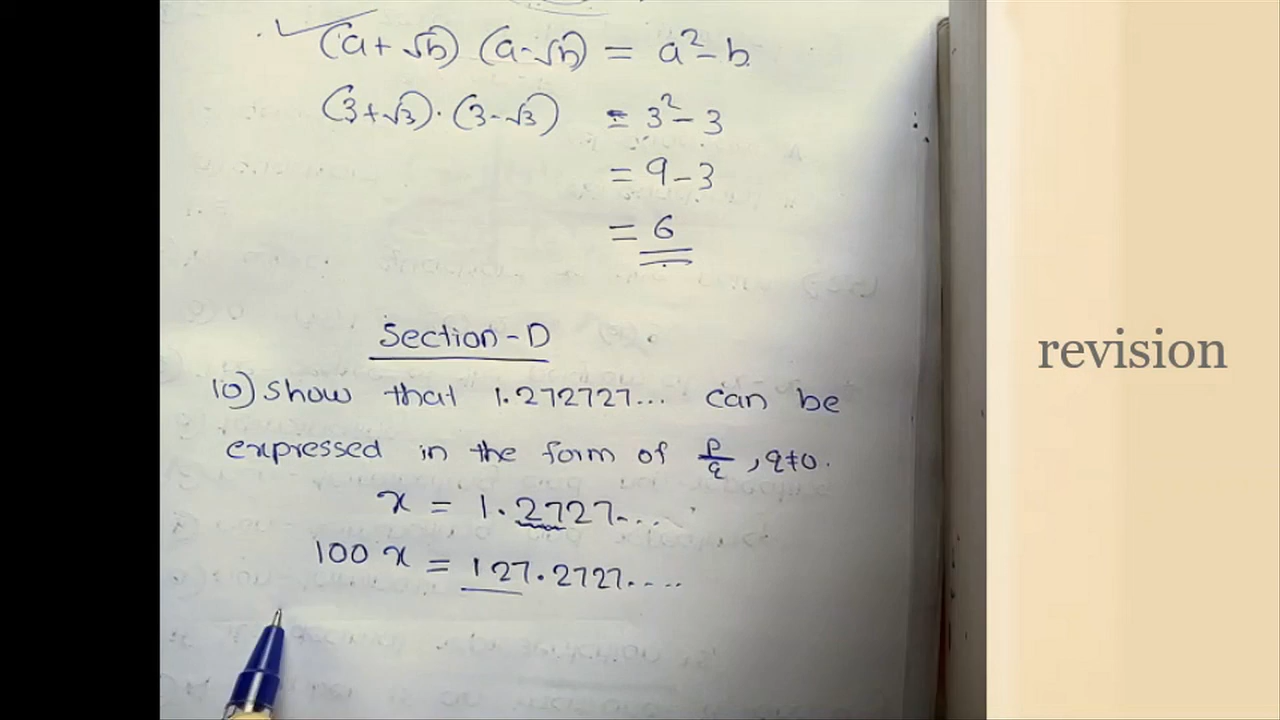 (a + √b) (a - √b) = a² - b
(3 + √3) · (3 - √3) = 3² - 3
= 9 - 3
= 6
Section - D
10) Show that 1.272727... can be
expressed in the form of p/q, q≠0.
x = 1.2727....
100 x = 127.2727....
revision